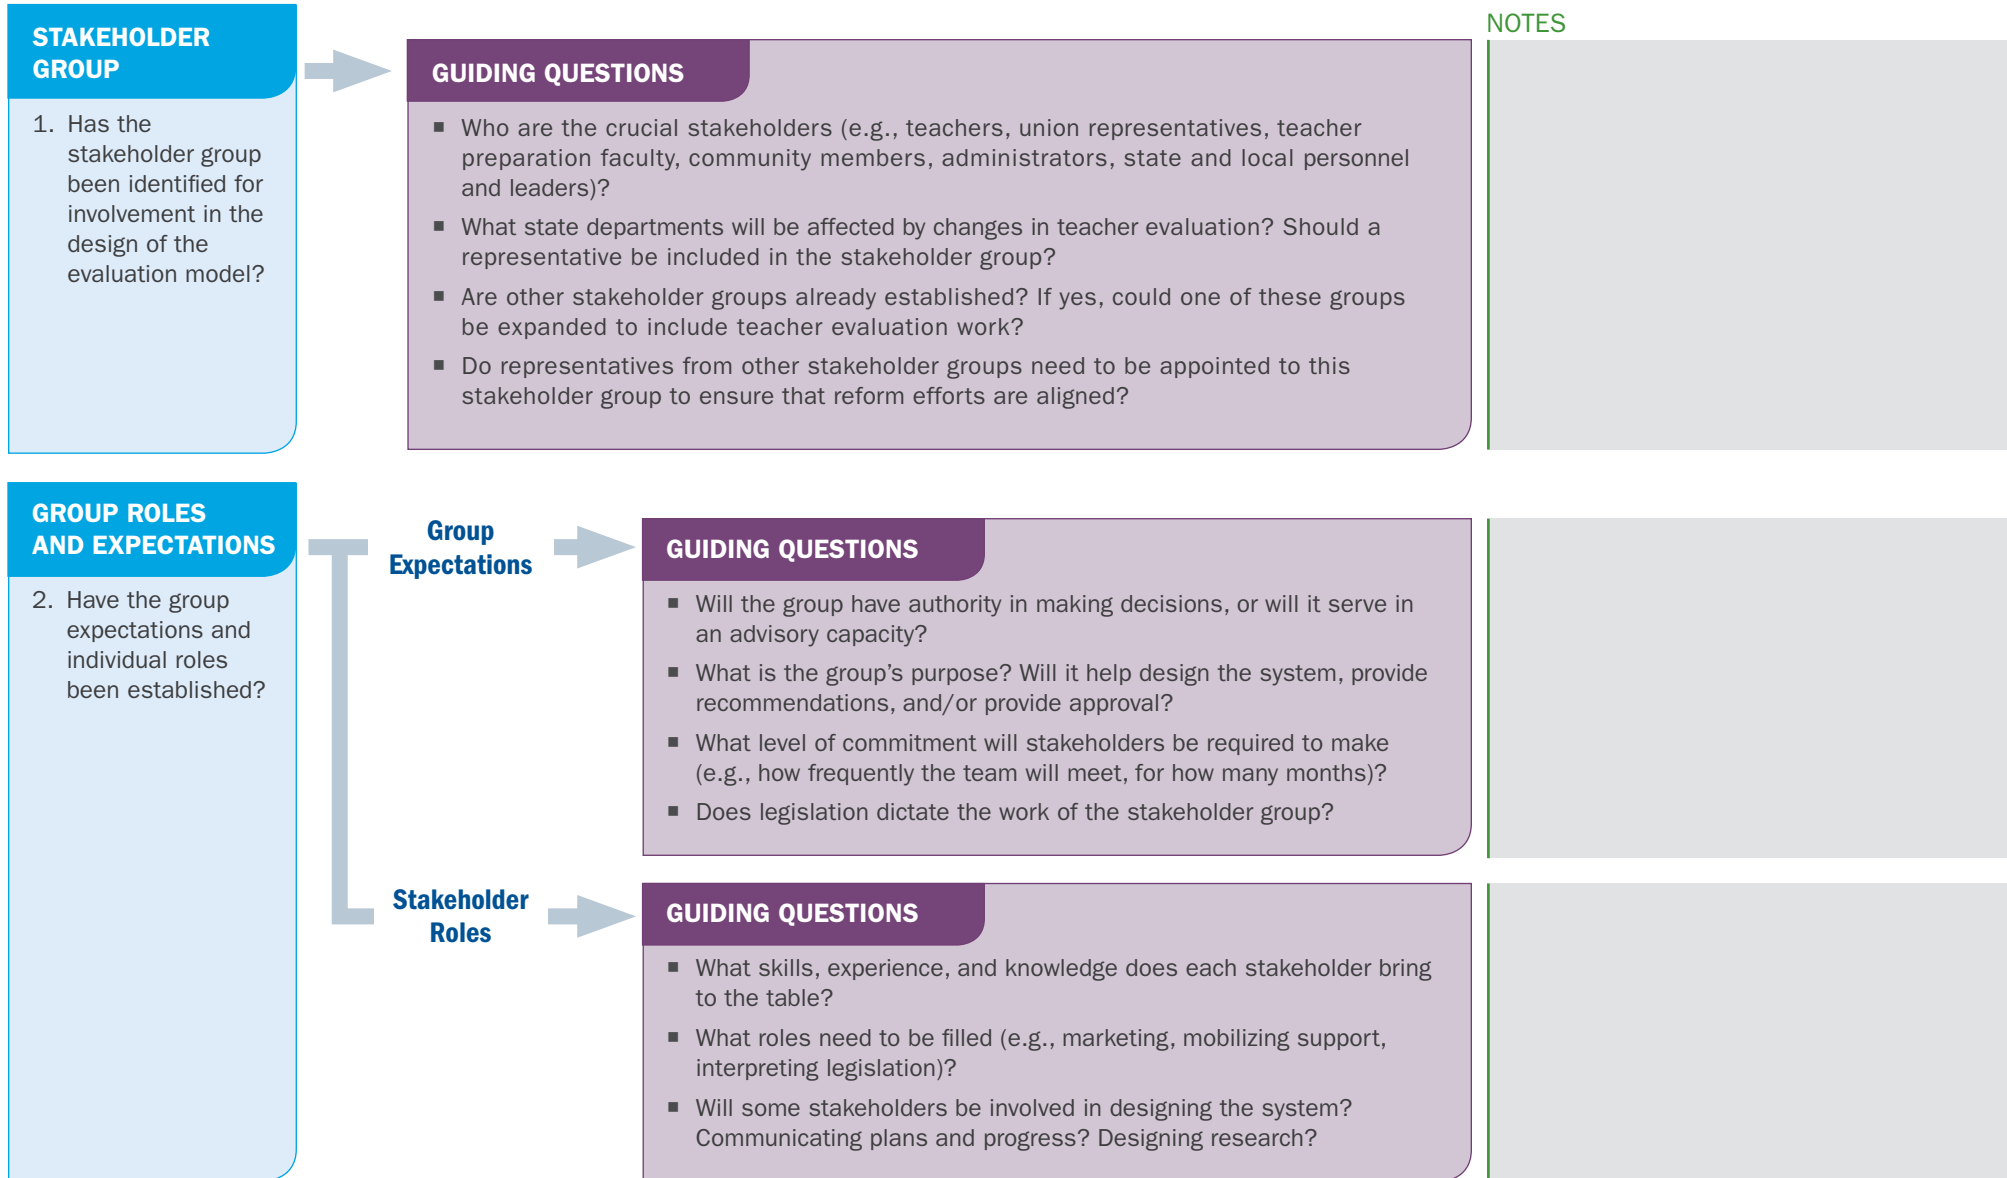 STAKEHOLDER
GROUP
1. Has the
stakeholder group
been identified for
involvement in the
design of the
evaluation model?
GUIDING QUESTIONS
■ Who are the crucial stakeholders (e.g., teachers, union representatives, teacher
preparation faculty, community members, administrators, state and local personnel
and leaders)?
■ What state departments will be affected by changes in teacher evaluation? Should a
representative be included in the stakeholder group?
■ Are other stakeholder groups already established? If yes, could one of these groups
be expanded to include teacher evaluation work?
■ Do representatives from other stakeholder groups need to be appointed to this
stakeholder group to ensure that reform efforts are aligned?
NOTES
GROUP ROLES
AND EXPECTATIONS
2. Have the group
expectations and
individual roles
been established?
Group
Expectations
GUIDING QUESTIONS
■ Will the group have authority in making decisions, or will it serve in
an advisory capacity?
■ What is the group’s purpose? Will it help design the system, provide
recommendations, and/or provide approval?
■ What level of commitment will stakeholders be required to make
(e.g., how frequently the team will meet, for how many months)?
■ Does legislation dictate the work of the stakeholder group?
Stakeholder
Roles
GUIDING QUESTIONS
■ What skills, experience, and knowledge does each stakeholder bring
to the table?
■ What roles need to be filled (e.g., marketing, mobilizing support,
interpreting legislation)?
■ Will some stakeholders be involved in designing the system?
Communicating plans and progress? Designing research?